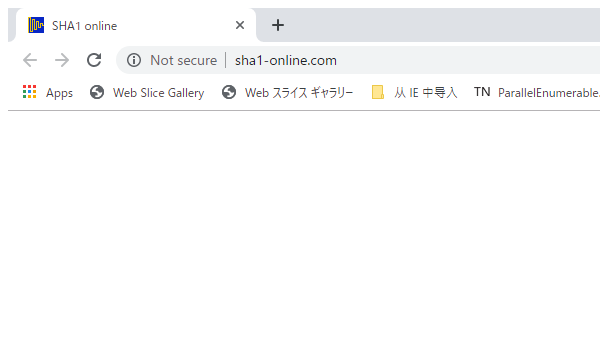 SHA1 online
Not secure sha1-online.com
Apps Web Slice Gallery Web スライス ギャラリー 从 IE 中导入 TN ParallelEnumerable.